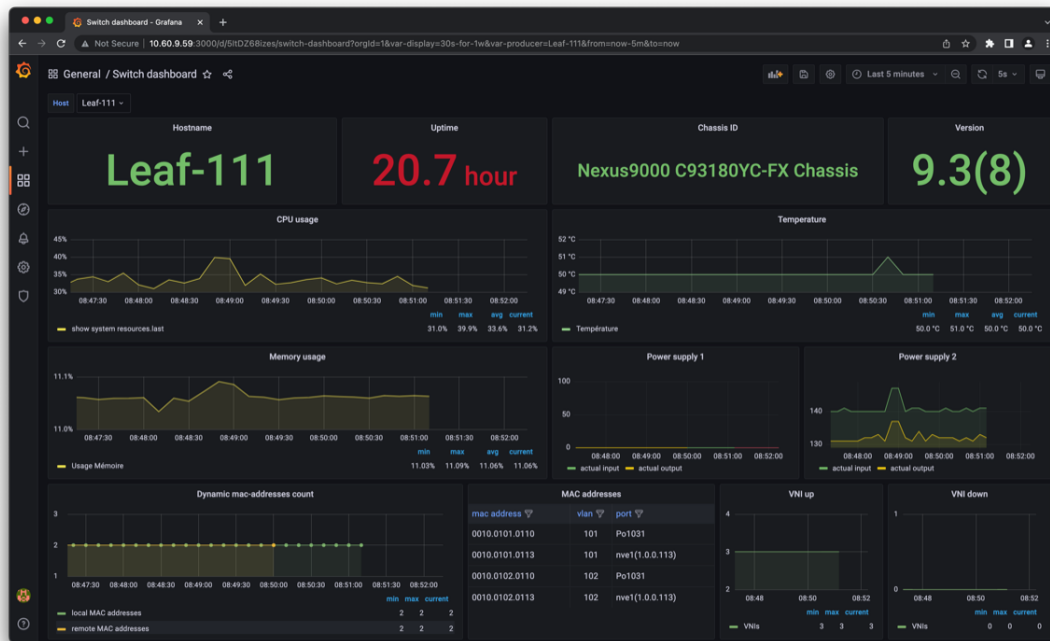 Switch dashboard - Grafana
Not Secure | 10.60.9.59:3000/d/5ltDZ68izes/switch-dashboard?orgId=1&var-display=30s-for-1w&var-producer=Leaf-111&from=now-5m&to=now
General / Switch dashboard
Last 5 minutes
5s
Host Leaf-111
Hostname
Leaf-111
Uptime
20.7 hour
Chassis ID
Nexus9000 C93180YC-FX Chassis
Version
9.3(8)
CPU usage
45%
40%
35%
30%
08:47:30 08:48:00 08:48:30 08:49:00 08:49:30 08:50:00 08:50:30 08:51:00 08:51:30 08:52:00
min max avg current
show system resources.last 31.0% 39.9% 33.6% 31.2%
Temperature
52 °C
51 °C
50 °C
49 °C
08:47:30 08:48:00 08:48:30 08:49:00 08:49:30 08:50:00 08:50:30 08:51:00 08:51:30 08:52:00
min max avg current
Température 50.0 °C 51.0 °C 50.0 °C 50.0 °C
Memory usage
11.1%
11.0%
08:47:30 08:48:00 08:48:30 08:49:00 08:49:30 08:50:00 08:50:30 08:51:00 08:51:30 08:52:00
min max avg current
Usage Mémoire 11.03% 11.09% 11.06% 11.06%
Power supply 1
100
50
0
08:48:00 08:49:00 08:50:00 08:51:00 08:52:00
actual input actual output
Power supply 2
140
130
08:48:00 08:49:00 08:50:00 08:51:00 08:52:00
actual input actual output
Dynamic mac-addresses count
3
2
1
08:47:30 08:48:00 08:48:30 08:49:00 08:49:30 08:50:00 08:50:30 08:51:00 08:51:30 08:52:00
min max current
local MAC addresses 2 2 2
remote MAC addresses 2 2 2
MAC addresses
mac address vlan port
0010.0101.0110 101 Po1031
0010.0101.0113 101 nve1(1.0.0.113)
0010.0102.0110 102 Po1031
0010.0102.0113 102 nve1(1.0.0.113)
VNI up
4
3
2
08:48 08:50 08:52
min max current
VNIs 3 3 3
VNI down
1
0
08:48 08:50 08:52
min max current
VNIs 0 0 0